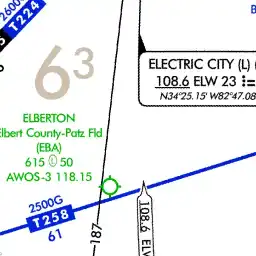 2600
T224
6³
ELECTRIC CITY (L)
108.6 ELW 23
N34°25.15' W82°47.08
ELBERTON
Elbert County-Patz Fld
(EBA)
615 Ⓛ 50
AWOS-3 118.15
2500G
T258
61
187
108.6 ELW